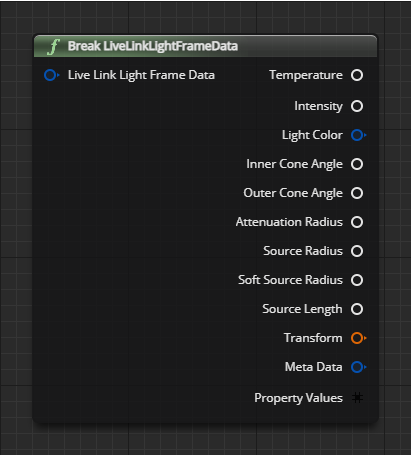 f Break LiveLinkLightFrameData
Live Link Light Frame Data Temperature
Intensity
Light Color
Inner Cone Angle
Outer Cone Angle
Attenuation Radius
Source Radius
Soft Source Radius
Source Length
Transform
Meta Data
Property Values